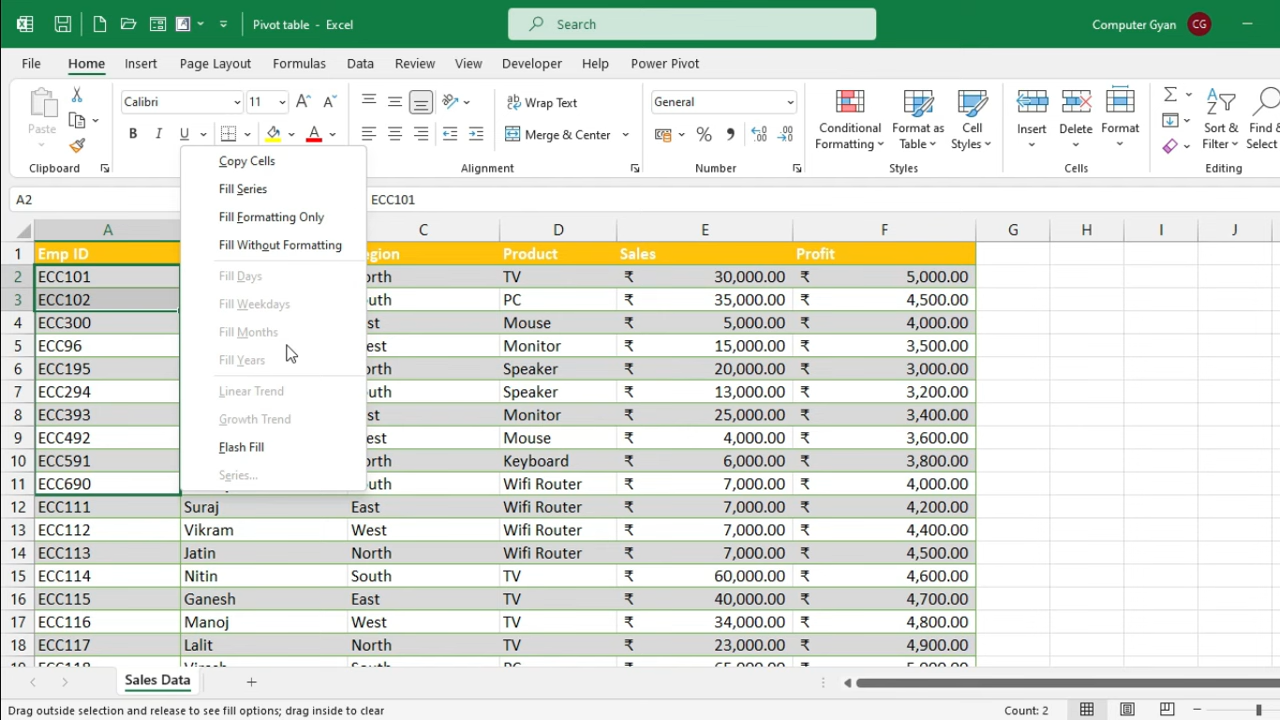 Pivot table - Excel
Search
Computer Gyan CG
File Home Insert Page Layout Formulas Data Review View Developer Help Power Pivot
Paste
Calibri 11 A A
B I U A
Wrap Text
Merge & Center
General
%
Conditional Formatting
Format as Table
Cell Styles
Insert
Delete
Format
Sort & Filter
Find &
Select
Clipboard Alignment Number Styles Cells Editing
A2 ECC101
Copy Cells
Fill Series
Fill Formatting Only
Fill Without Formatting
Fill Days
Fill Weekdays
Fill Months
Fill Years
Linear Trend
Growth Trend
Flash Fill
Series...
A C D E F G H I J
1 Emp ID egion Product Sales Profit
2 ECC101 orth TV ₹ 30,000.00 ₹ 5,000.00
3 ECC102 outh PC ₹ 35,000.00 ₹ 4,500.00
4 ECC300 st Mouse ₹ 5,000.00 ₹ 4,000.00
5 ECC96 est Monitor ₹ 15,000.00 ₹ 3,500.00
6 ECC195 orth Speaker ₹ 20,000.00 ₹ 3,000.00
7 ECC294 outh Speaker ₹ 13,000.00 ₹ 3,200.00
8 ECC393 st Monitor ₹ 25,000.00 ₹ 3,400.00
9 ECC492 est Mouse ₹ 4,000.00 ₹ 3,600.00
10 ECC591 orth Keyboard ₹ 6,000.00 ₹ 3,800.00
11 ECC690 outh Wifi Router ₹ 7,000.00 ₹ 4,000.00
12 ECC111 Suraj East Wifi Router ₹ 7,000.00 ₹ 4,200.00
13 ECC112 Vikram West Wifi Router ₹ 7,000.00 ₹ 4,400.00
14 ECC113 Jatin North Wifi Router ₹ 7,000.00 ₹ 4,500.00
15 ECC114 Nitin South TV ₹ 60,000.00 ₹ 4,600.00
16 ECC115 Ganesh East TV ₹ 40,000.00 ₹ 4,700.00
17 ECC116 Manoj West TV ₹ 34,000.00 ₹ 4,800.00
18 ECC117 Lalit North TV ₹ 23,000.00 ₹ 4,900.00
Sales Data
Drag outside selection and release to see fill options; drag inside to clear Count: 2